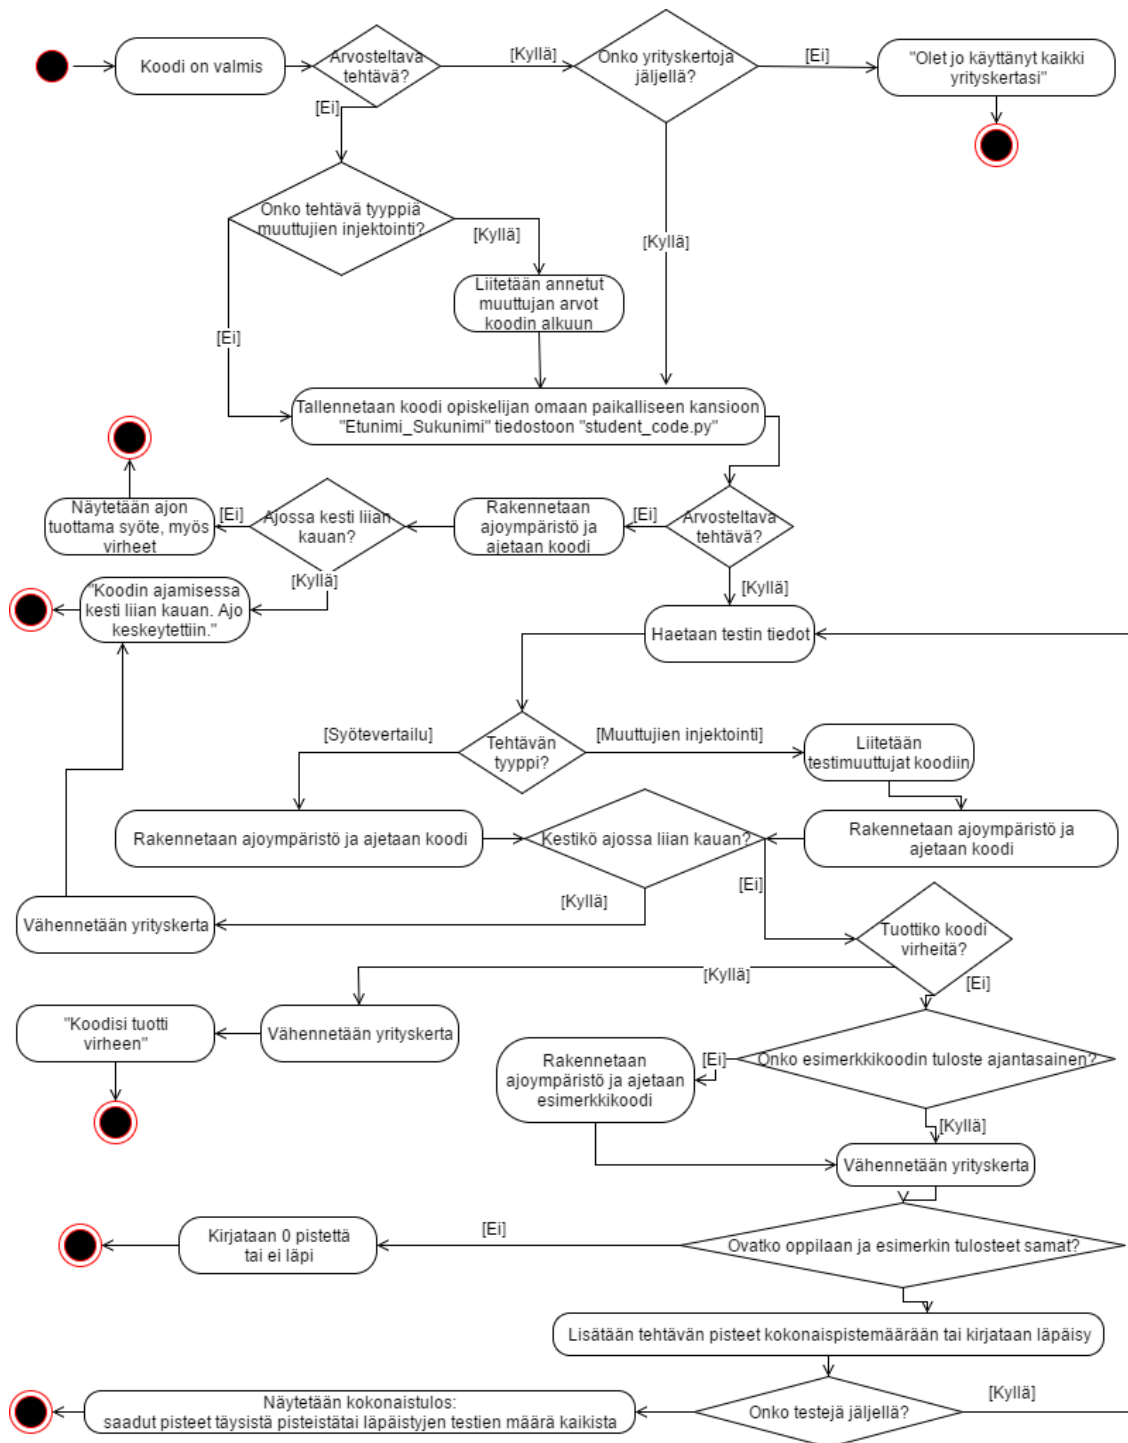 Koodi on valmis
Arvosteltava
tehtävä?
[Kyllä]
Onko yrityskertoja
jäljellä?
[Ei]
"Olet jo käyttänyt kaikki
yrityskertasi"
[Ei]
Onko tehtävä tyyppiä
muuttujien injektointi?
[Kyllä]
[Kyllä]
Liitetään annetut
muuttujan arvot
koodin alkuun
[Ei]
Tallennetaan koodi opiskelijan omaan paikalliseen kansioon
"Etunimi_Sukunimi" tiedostoon "student_code.py"
Näytetään ajon
tuottama syöte, myös
virheet
[Ei]
Ajossa kesti liian
kauan?
Rakennetaan
ajoympäristö ja
ajetaan koodi
[Ei]
Arvosteltava
tehtävä?
[Kyllä]
[Kyllä]
"Koodin ajamisessa
kesti liian kauan. Ajo
keskeytettiin."
Haetaan testin tiedot
[Syötevertailu]
Tehtävän
tyyppi?
[Muuttujien injektointi]
Liitetään
testimuuttujat koodiin
Rakennetaan ajoympäristö ja ajetaan koodi
Kestikö ajossa liian kauan?
Rakennetaan ajoympäristö ja
ajetaan koodi
[Ei]
[Kyllä]
Vähennetään yrityskerta
Tuottiko koodi
virheitä?
[Kyllä]
[Ei]
"Koodisi tuotti
virheen"
Vähennetään yrityskerta
Rakennetaan
ajoympäristö ja ajetaan
esimerkkikoodi
[Ei]
Onko esimerkkikoodin tuloste ajantasainen?
[Kyllä]
Vähennetään yrityskerta
Kirjataan 0 pistettä
tai ei läpi
[Ei]
Ovatko oppilaan ja esimerkin tulosteet samat?
Lisätään tehtävän pisteet kokonaispistemäärään tai kirjataan läpäisy
Näytetään kokonaistulos:
saadut pisteet täysistä pisteistätai läpäistyjen testien määrä kaikista
Onko testejä jäljellä?
[Kyllä]